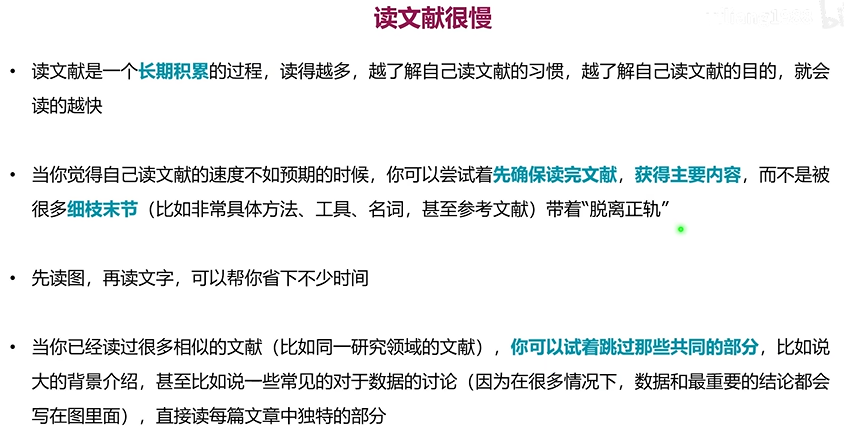 读文献很慢
• 读文献是一个长期积累的过程，读得越多，越了解自己读文献的习惯，越了解自己读文献的目的，就会
读的越快
• 当你觉得自己读文献的速度不如预期的时候，你可以尝试着先确保读完文献，获得主要内容，而不是被
很多细枝末节（比如非常具体方法、工具、名词，甚至参考文献）带着“脱离正轨”
• 先读图，再读文字，可以帮你省下不少时间
• 当你已经读过很多相似的文献（比如同一研究领域的文献），你可以试着跳过那些共同的部分，比如说
大的背景介绍，甚至比如说一些常见的对于数据的讨论（因为在很多情况下，数据和最重要的结论都会
写在图里面），直接读每篇文章中独特的部分